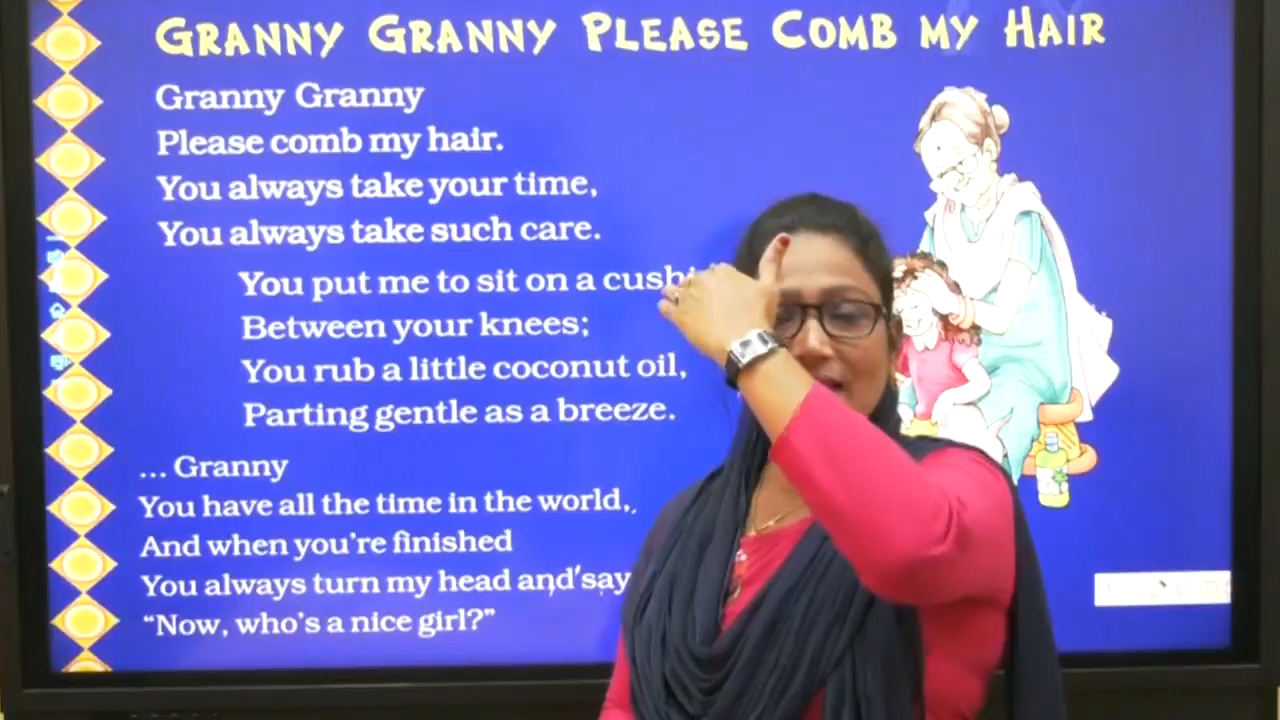 GRANNY GRANNY PLEASE COMB MY HAIR
Granny Granny
Please comb my hair.
You always take your time,
You always take such care.
You put me to sit on a
Between your knees;
You rub a little coconut oil,
Parting gentle as a breeze.
... Granny
You have all the time in the world,
And when you're finished
You always turn my head and say
“Now, who's a nice girl?”